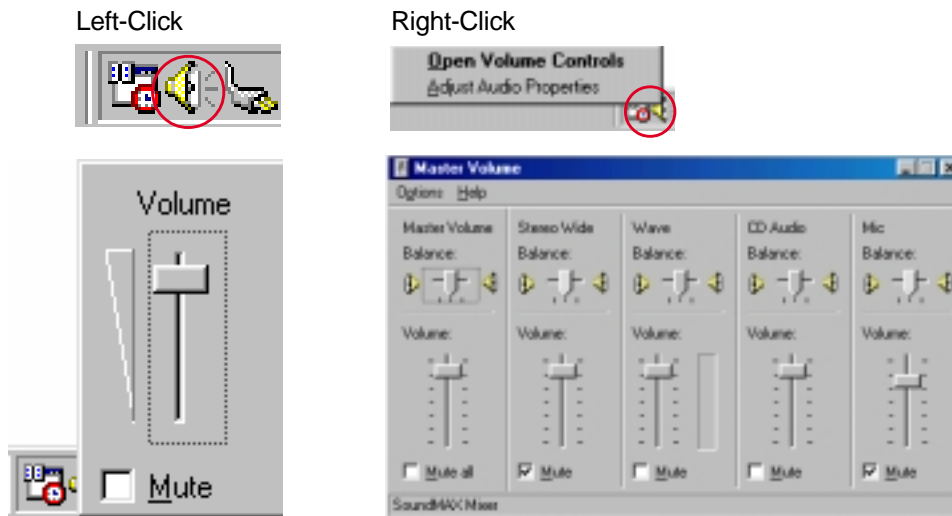 Left-Click
Right-Click
Open Volume Controls
Adjust Audio Properties
Volume
Mute
Master Volume
Options Help
Master Volume Stereo Wide Wave CD Audio Mic
Balance: Balance: Balance: Balance: Balance:
Volume: Volume: Volume: Volume: Volume:
Mute all Mute Mute Mute Mute
SoundMAX Mixer